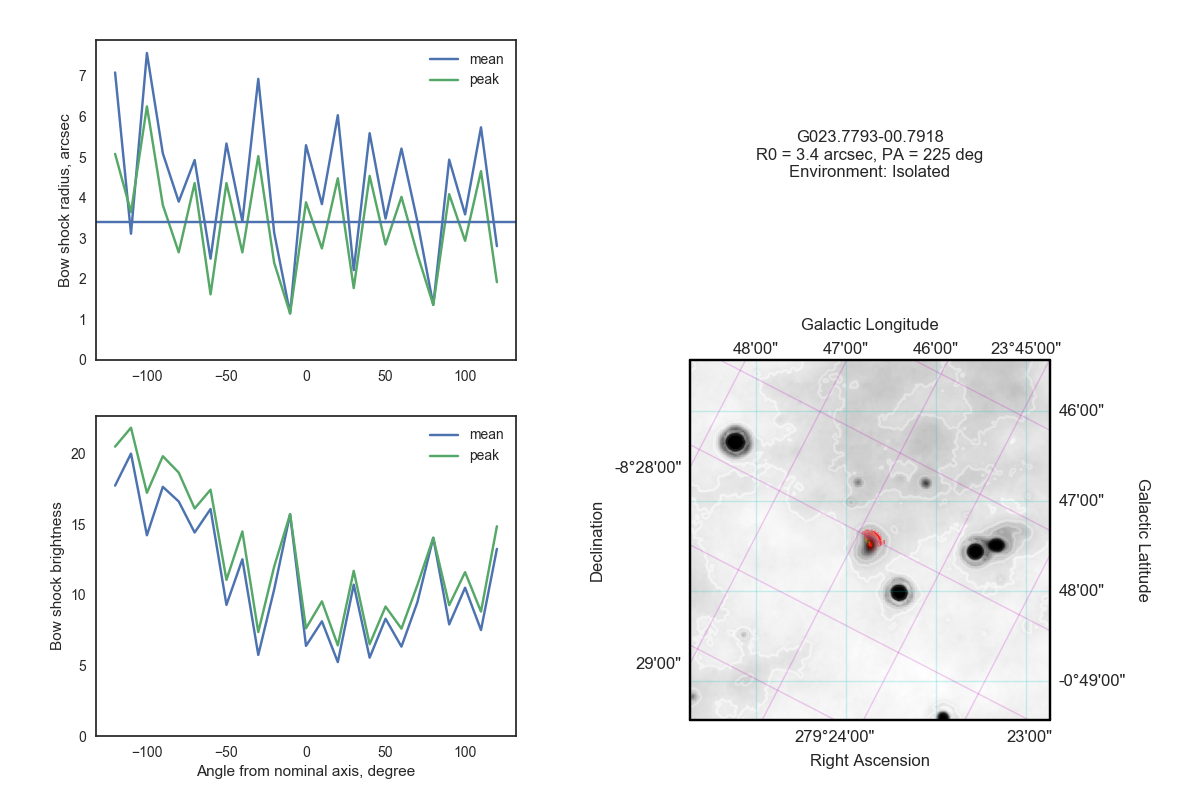 Bow shock radius, arcsec
7
6
5
4
3
2
1
0
mean
peak
−100
−50
0
50
100
Bow shock brightness
20
15
10
5
0
mean
peak
−100
−50
0
50
100
Angle from nominal axis, degree
G023.7793-00.7918
R0 = 3.4 arcsec, PA = 225 deg
Environment: Isolated
Galactic Longitude
48'00"
47'00"
46'00"
23°45'00"
46'00"
47'00"
48'00"
-0°49'00"
Galactic Latitude
Declination
-8°28'00"
29'00"
279°24'00"
23'00"
Right Ascension